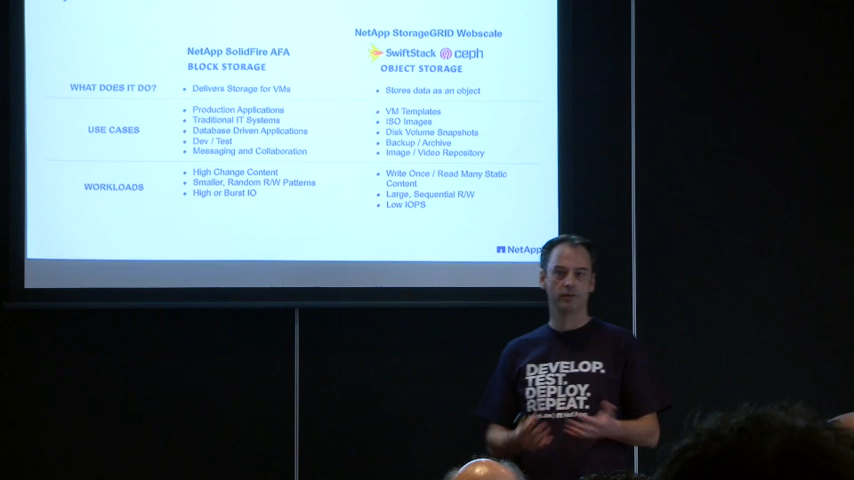 NetApp StorageGRID Webscale
NetApp SolidFire AFA
SwiftStack ceph
BLOCK STORAGE
OBJECT STORAGE
WHAT DOES IT DO?
• Delivers Storage for VMs
• Stores data as an object
USE CASES
• Production Applications
• Traditional IT Systems
• Database Driven Applications
• Dev / Test
• Messaging and Collaboration
• VM Templates
• ISO Images
• Disk Volume Snapshots
• Backup / Archive
• Image / Video Repository
WORKLOADS
• High Change Content
• Smaller, Random R/W Patterns
• High or Burst IO
• Write Once / Read Many Static
Content
• Large, Sequential R/W
• Low IOPS
NetApp
DEVELOP.
TEST.
DEPLOY.
REPEAT.
NetApp